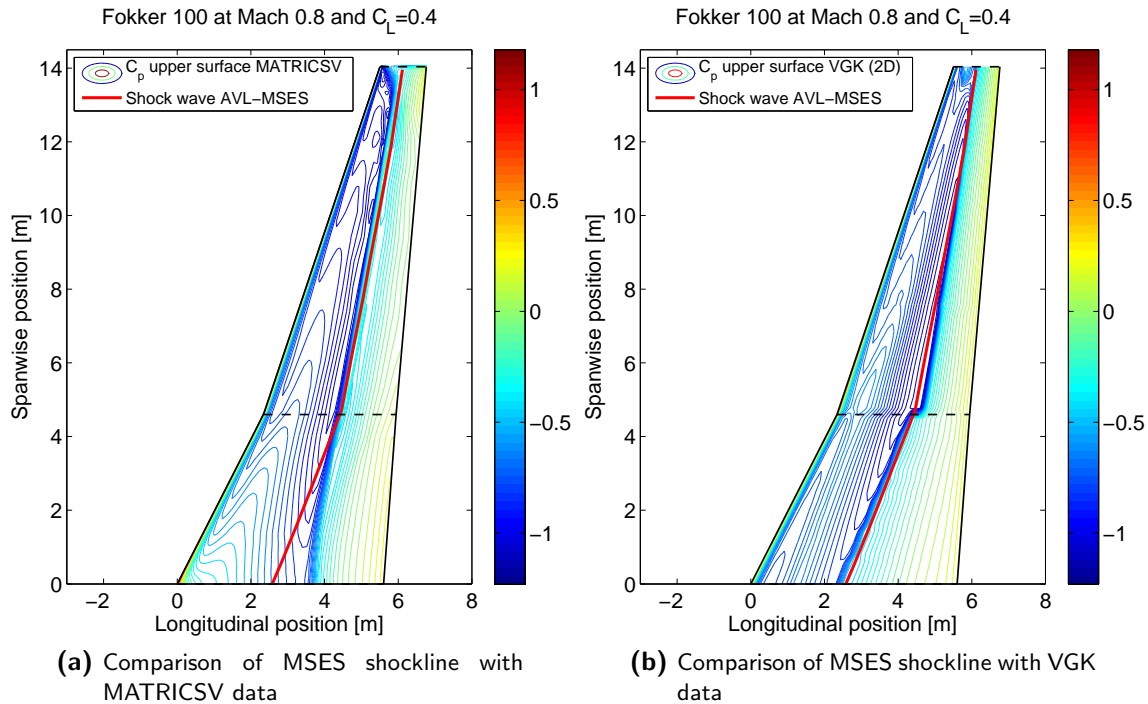 Fokker 100 at Mach 0.8 and C_L=0.4
C_p upper surface MATRICSV
Shock wave AVL−MSES
Spanwise position [m]
14
12
10
8
6
4
2
0
−2
0
2
4
6
8
Longitudinal position [m]
1
0.5
0
−0.5
−1
(a) Comparison of MSES shockline with
MATRICSV data
Fokker 100 at Mach 0.8 and C_L=0.4
C_p upper surface VGK (2D)
Shock wave AVL−MSES
Spanwise position [m]
14
12
10
8
6
4
2
0
−2
0
2
4
6
8
Longitudinal position [m]
1
0.5
0
−0.5
−1
(b) Comparison of MSES shockline with VGK
data